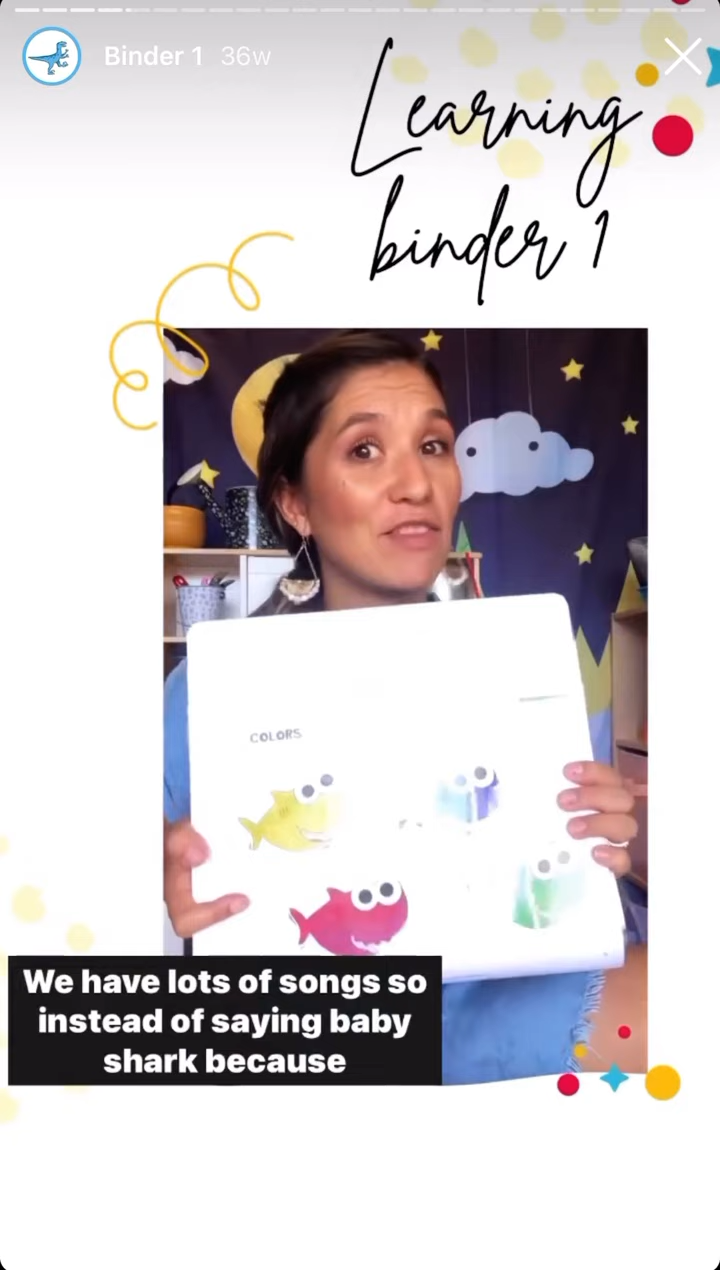 Binder 1 36w
Learning
binder 1
COLORS
We have lots of songs so
instead of saying baby
shark because